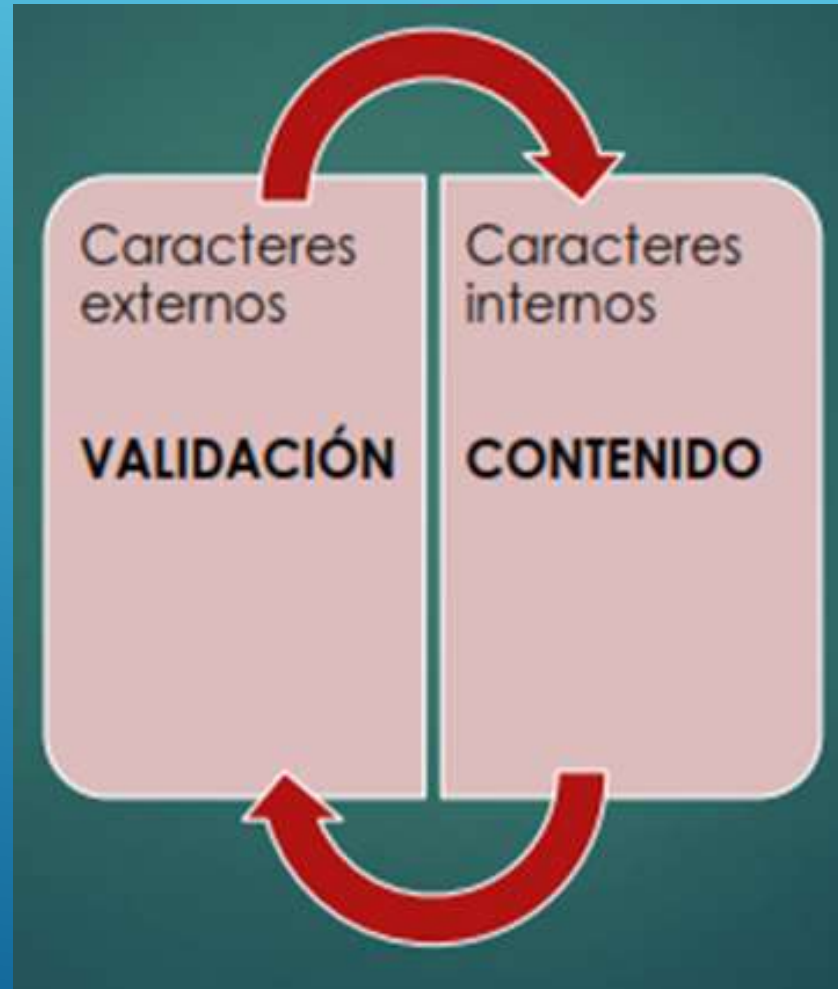 Caracteres
externos
VALIDACIÓN
Caracteres
internos
CONTENIDO